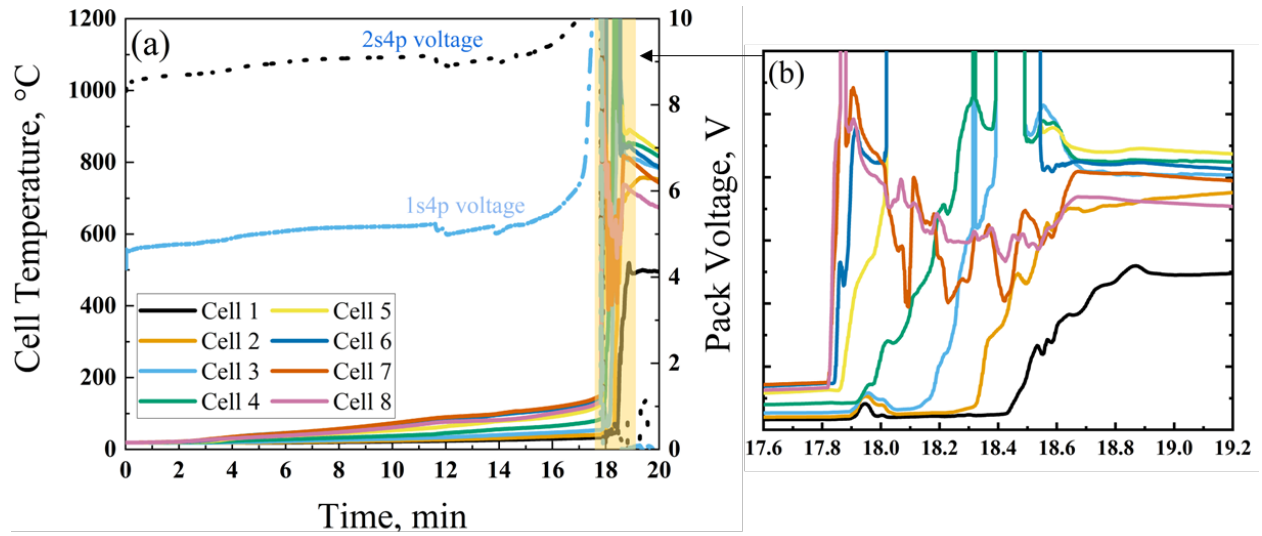 (a)
2s4p voltage
1s4p voltage
Cell Temperature, °C
1200
1000
800
600
400
200
0
Cell 1
Cell 5
Cell 2
Cell 6
Cell 3
Cell 7
Cell 4
Cell 8
0 2 4 6 8 10 12 14 16 18 20
Time, min
10
8
6
4
2
0
Pack Voltage, V
(b)
17.6 17.8 18.0 18.2 18.4 18.6 18.8 19.0 19.2